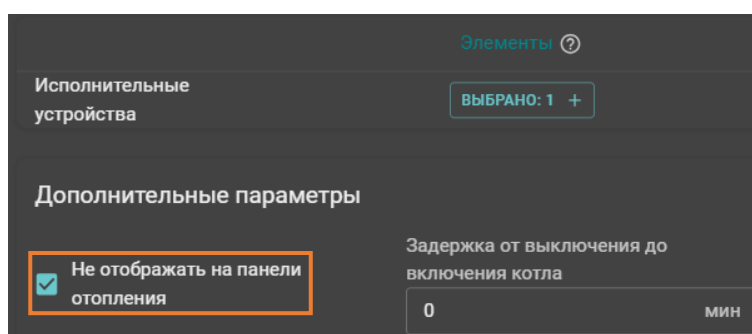 Элементы ?
Исполнительные
устройства
ВЫБРАНО: 1 +
Дополнительные параметры
Не отображать на панели
отопления
Задержка от выключения до
включения котла
0 мин